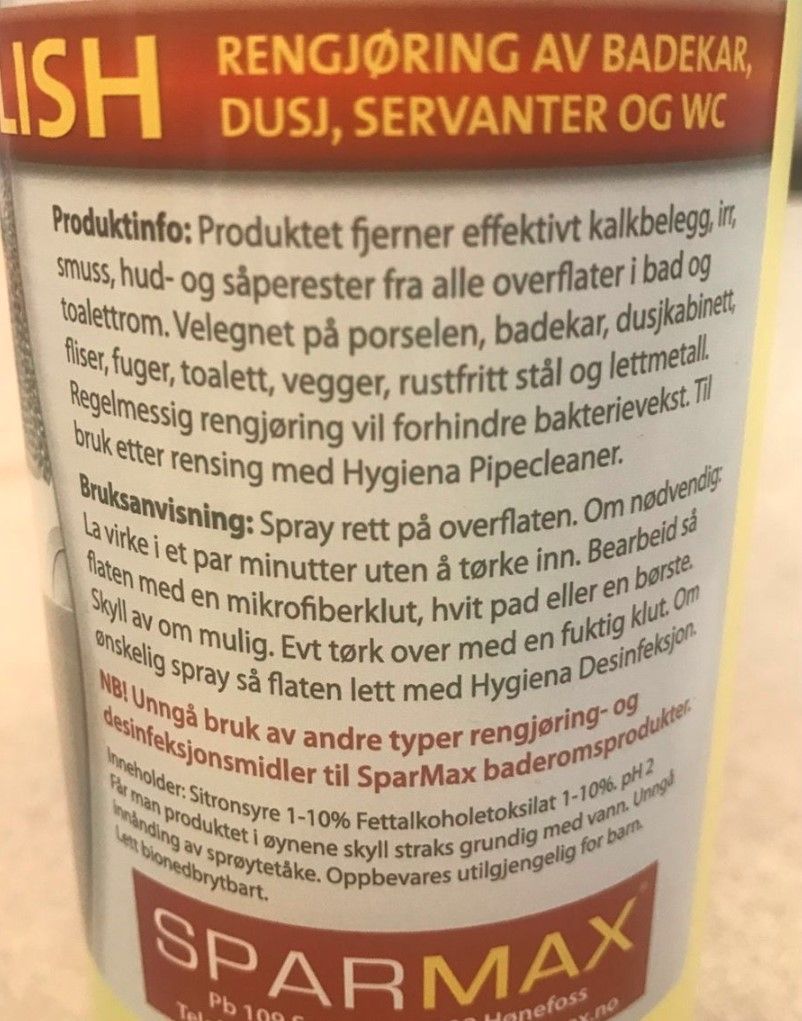 LISH
RENGJØRING AV BADEKAR,
DUSJ, SERVANTER OG WC
Produktinfo: Produktet fjerner effektivt kalkbelegg, irr,
smuss, hud- og såperester fra alle overflater i bad og
toalettrom. Velegnet på porselen, badekar, dusjkabinett,
fliser, fuger, toalett, vegger, rustfritt stål og lettmetall.
Regelmessig rengjøring vil forhindre bakterievekst. Til
bruk etter rensing med Hygiena Pipecleaner.
Bruksanvisning: Spray rett på overflaten. Om nødvendig:
La virke i et par minutter uten å tørke inn. Bearbeid så
flaten med en mikrofiberklut, hvit pad eller en børste.
Skyll av om mulig. Evt tørk over med en fuktig klut. Om
ønskelig spray så flaten lett med Hygiena Desinfeksjon.
NB! Unngå bruk av andre typer rengjøring- og
desinfeksjonsmidler til SparMax baderomsprodukter.
Inneholder: Sitronsyre 1-10% Fettalkoholetoksilat 1-10%. pH 2
Får man produktet i øynene skyll straks grundig med vann. Unngå
innånding av sprøytetåke. Oppbevares utilgjengelig for barn.
Lett bionedbrytbart.
SPARMAX
Pb 109 Hønefoss